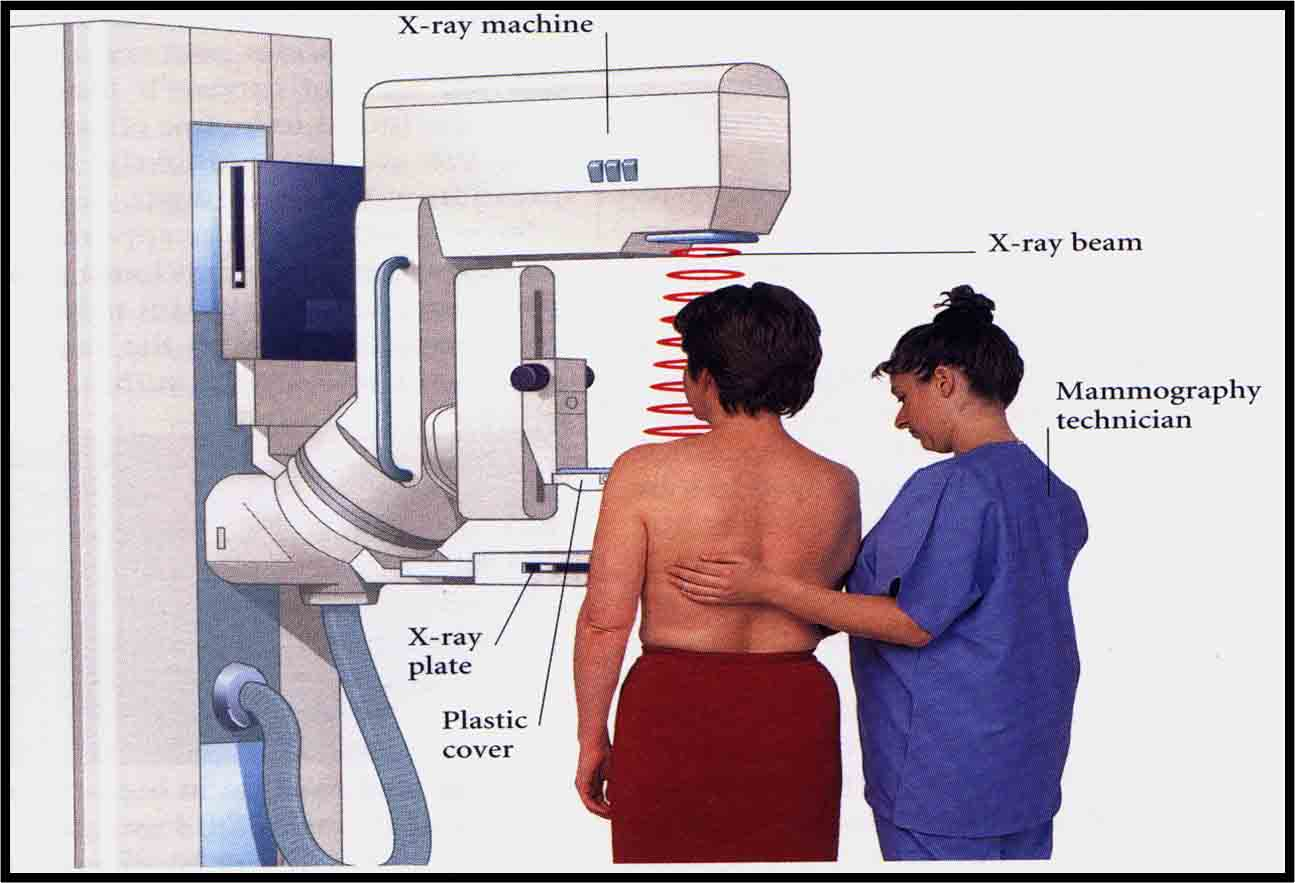 X-ray machine
X-ray beam
Mammography
technician
X-ray
plate
Plastic
cover